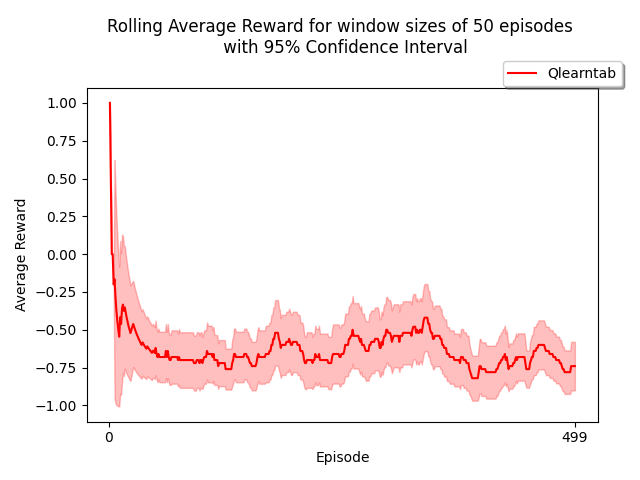 Rolling Average Reward for window sizes of 50 episodes
with 95% Confidence Interval
Qlearntab
1.00
0.75
0.50
0.25
0.00
−0.25
−0.50
−0.75
−1.00
Average Reward
0
499
Episode